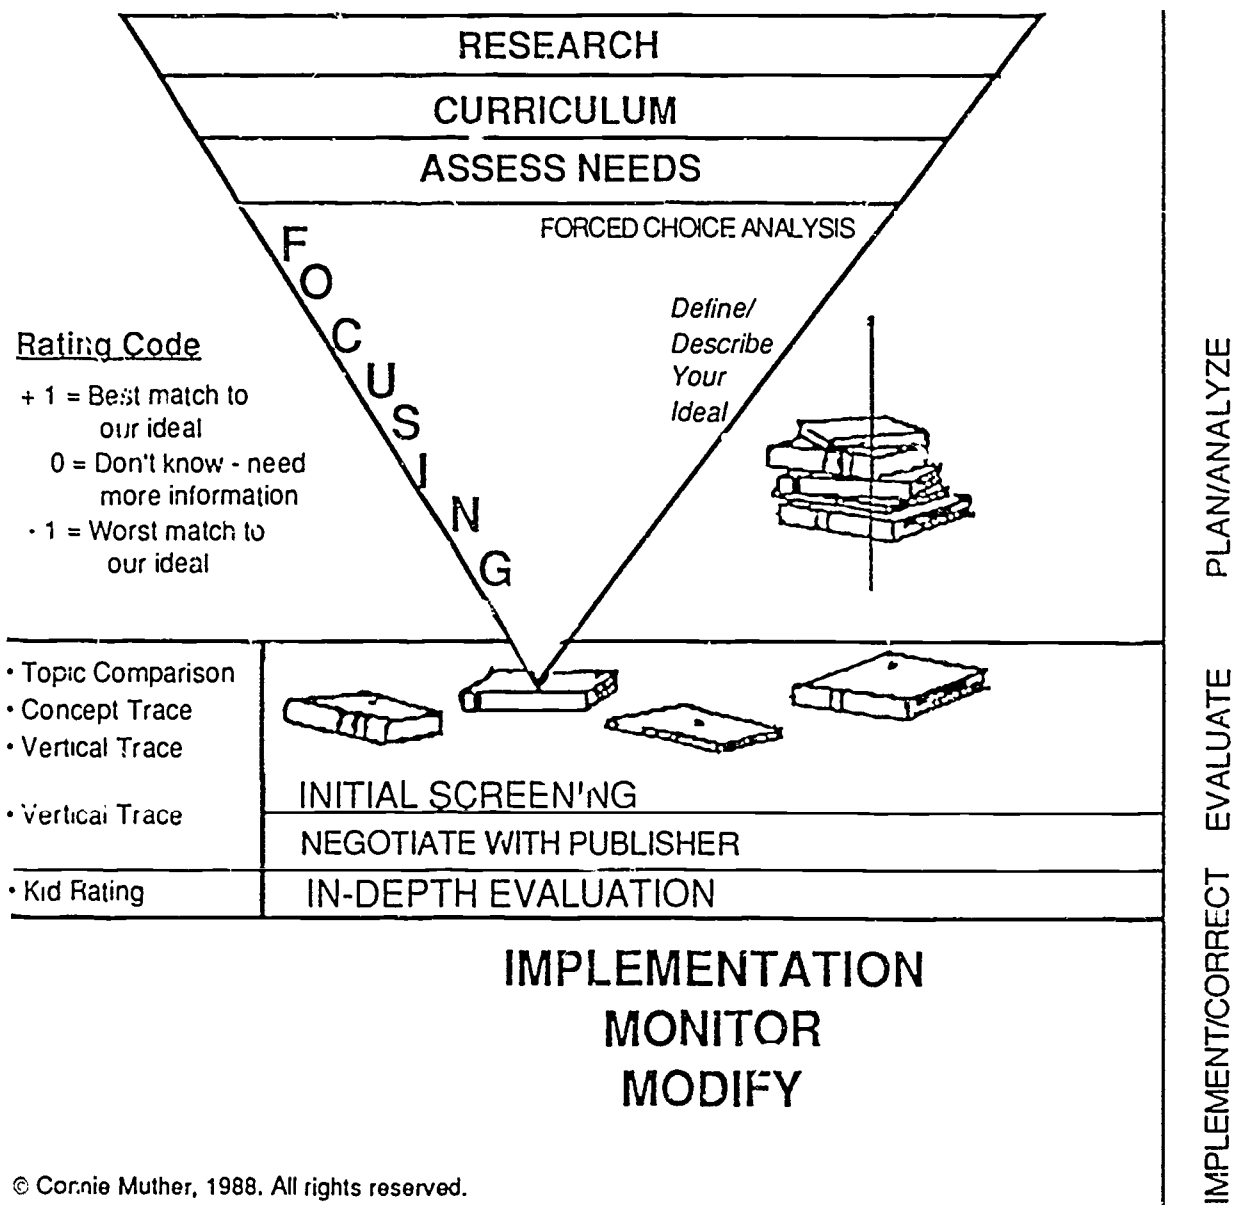 RESEARCH
CURRICULUM
ASSESS NEEDS
FORCED CHOICE ANALYSIS
FOCUSING
Define/
Describe
Your
Ideal
Rating Code
+ 1 = Best match to
our ideal
0 = Don't know - need
more information
- 1 = Worst match to
our ideal
PLAN/ANALYZE
• Topic Comparison
• Concept Trace
• Vertical Trace
• Vertical Trace
• Kid Rating
INITIAL SCREENING
NEGOTIATE WITH PUBLISHER
IN-DEPTH EVALUATION
EVALUATE
IMPLEMENTATION
MONITOR
MODIFY
IMPLEMENT/CORRECT
© Connie Muther, 1988. All rights reserved.